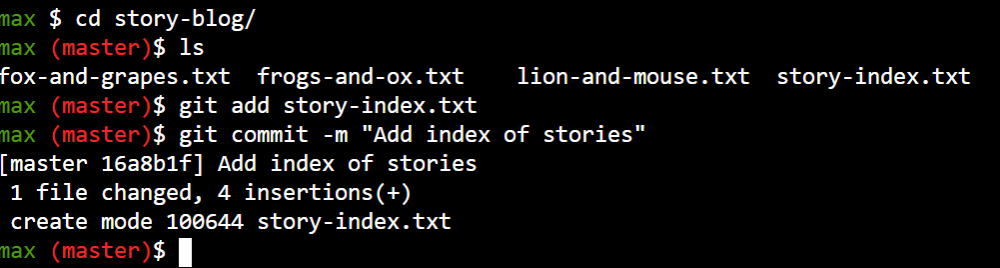 max $ cd story-blog/
max (master)$ ls
fox-and-grapes.txt  frogs-and-ox.txt    lion-and-mouse.txt  story-index.txt
max (master)$ git add story-index.txt
max (master)$ git commit -m "Add index of stories"
[master 16a8b1f] Add index of stories
 1 file changed, 4 insertions(+)
 create mode 100644 story-index.txt
max (master)$